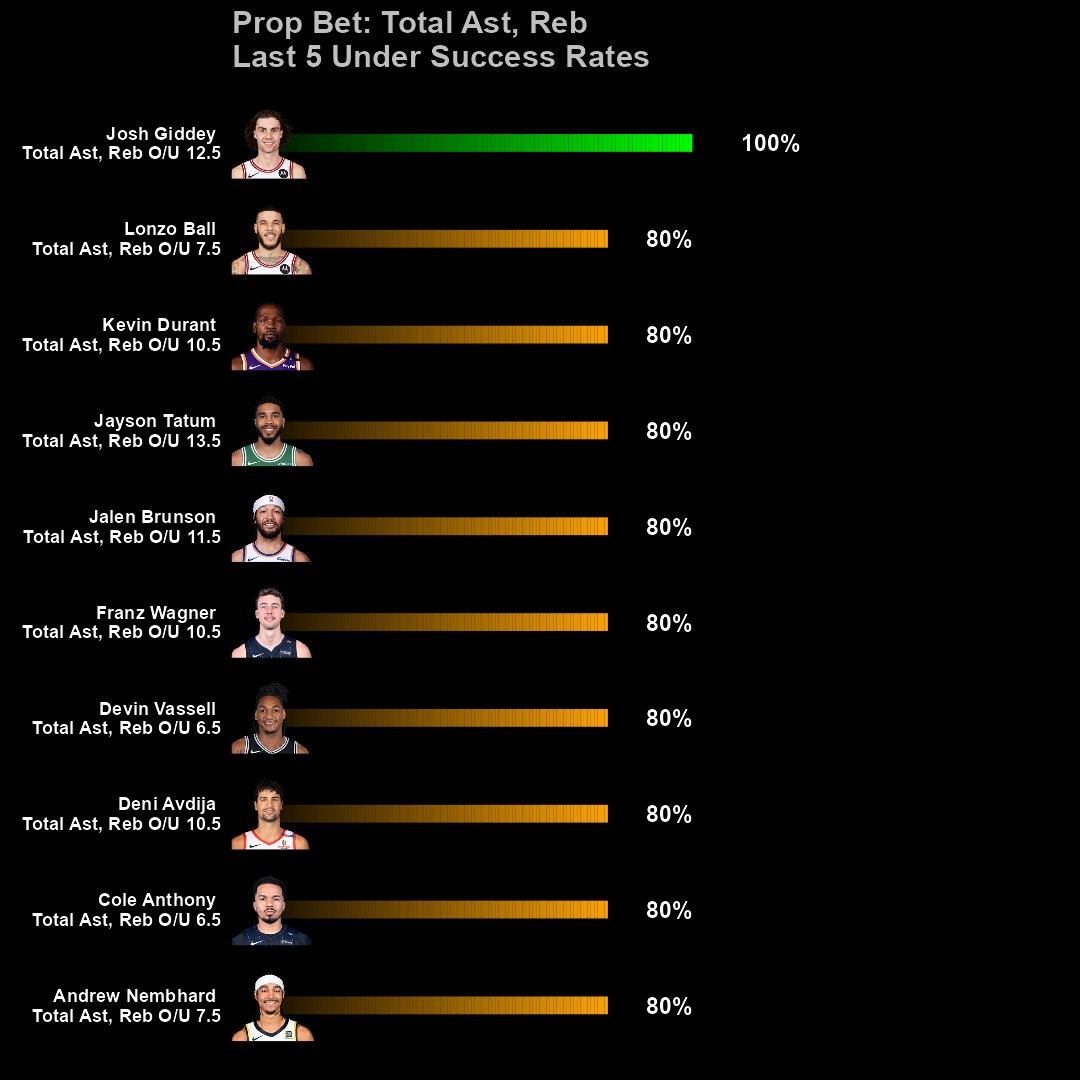 Prop Bet: Total Ast, Reb
Last 5 Under Success Rates
Josh Giddey
Total Ast, Reb O/U 12.5
100%
Lonzo Ball
Total Ast, Reb O/U 7.5
80%
Kevin Durant
Total Ast, Reb O/U 10.5
80%
Jayson Tatum
Total Ast, Reb O/U 13.5
80%
Jalen Brunson
Total Ast, Reb O/U 11.5
80%
Franz Wagner
Total Ast, Reb O/U 10.5
80%
Devin Vassell
Total Ast, Reb O/U 6.5
80%
Deni Avdija
Total Ast, Reb O/U 10.5
80%
Cole Anthony
Total Ast, Reb O/U 6.5
80%
Andrew Nembhard
Total Ast, Reb O/U 7.5
80%